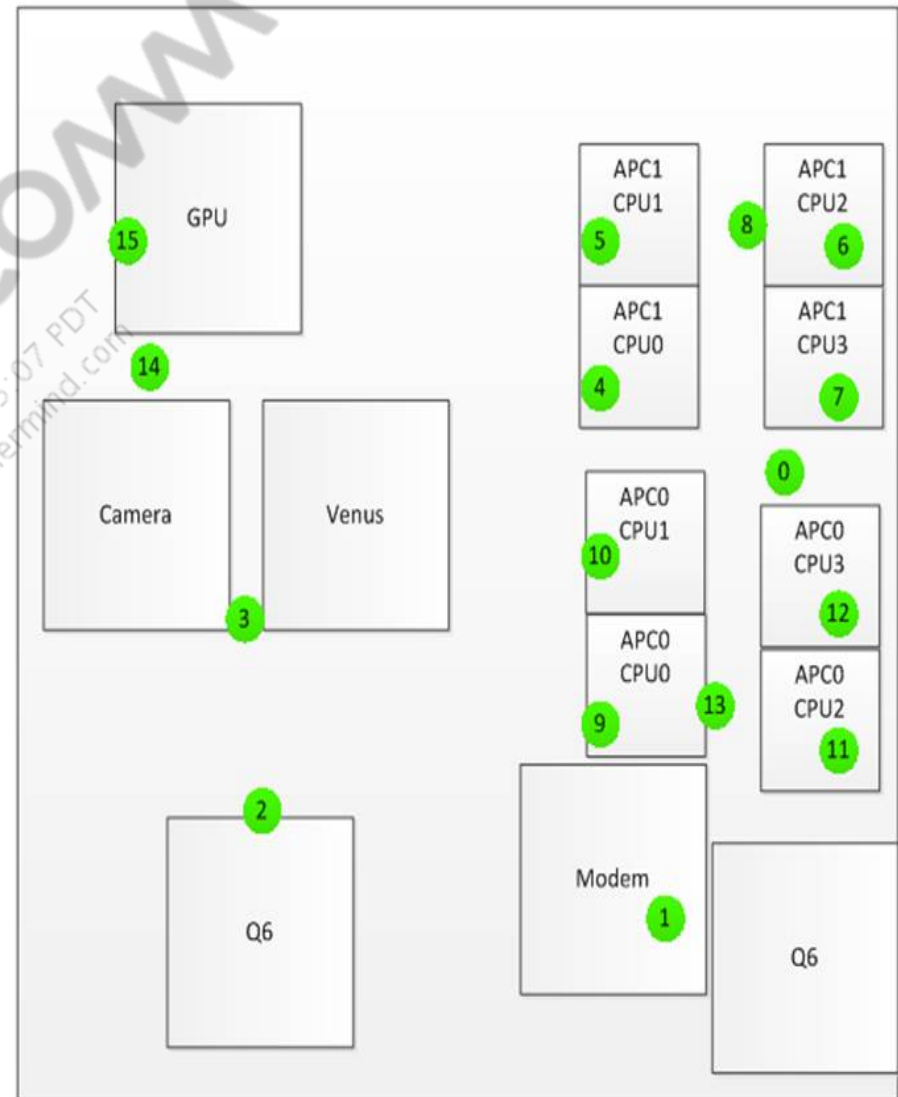 GPU
15
14
APC1
CPU1
5
8
APC1
CPU2
6
APC1
CPU0
4
APC1
CPU3
7
0
Camera
Venus
3
APC0
CPU1
10
APC0
CPU3
12
APC0
CPU0
9
13
APC0
CPU2
11
2
Q6
Modem
1
Q6